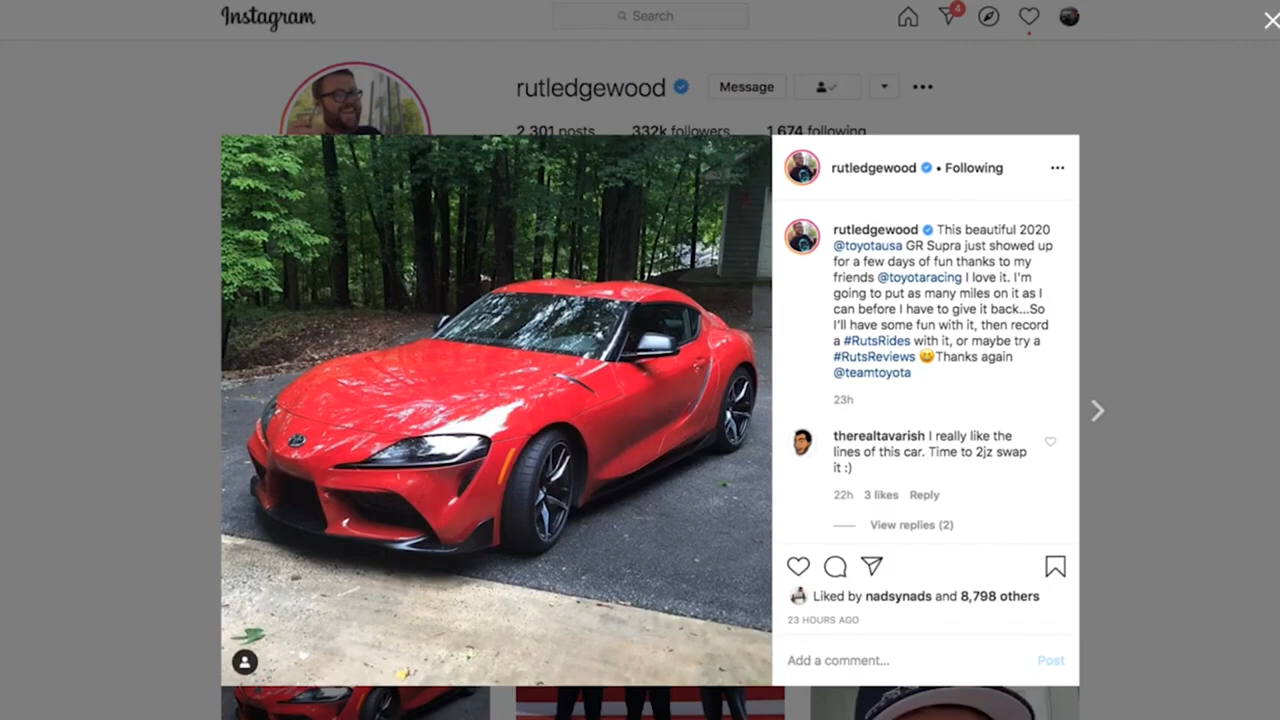 Instagram
Search
4
rutledgewood
Message
2,301 posts 332k followers 1,674 following
rutledgewood • Following
rutledgewood This beautiful 2020
@toyotausa GR Supra just showed up
for a few days of fun thanks to my
friends @toyotaracing I love it. I'm
going to put as many miles on it as I
can before I have to give it back...So
I'll have some fun with it, then record
a #RutsRides with it, or maybe try a
#RutsReviews 😀Thanks again
@teamtoyota
23h
therealtavarish I really like the
lines of this car. Time to 2jz swap
it :)
22h 3 likes Reply
View replies (2)
Liked by nadsynads and 8,798 others
23 HOURS AGO
Add a comment... Post